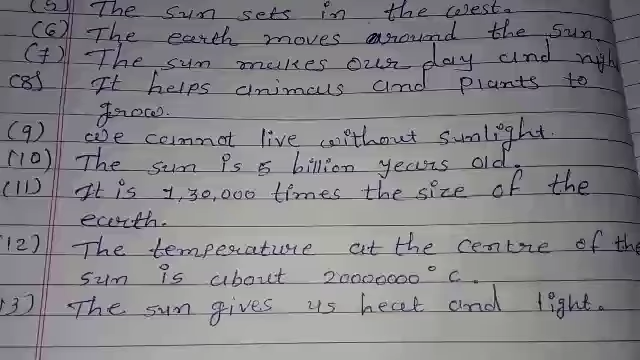 (5) The sun sets in the west.
(6) The earth moves around the sun.
(7) The sun makes our day and night
(8) It helps animals and plants to
grow.
(9) We cannot live without sunlight.
(10) The sun is 5 billion years old.
(11) It is 1,30,000 times the size of the
earth.
12) The temperature at the centre of the
sun is about 20000000° c.
13) The sun gives us heat and light.